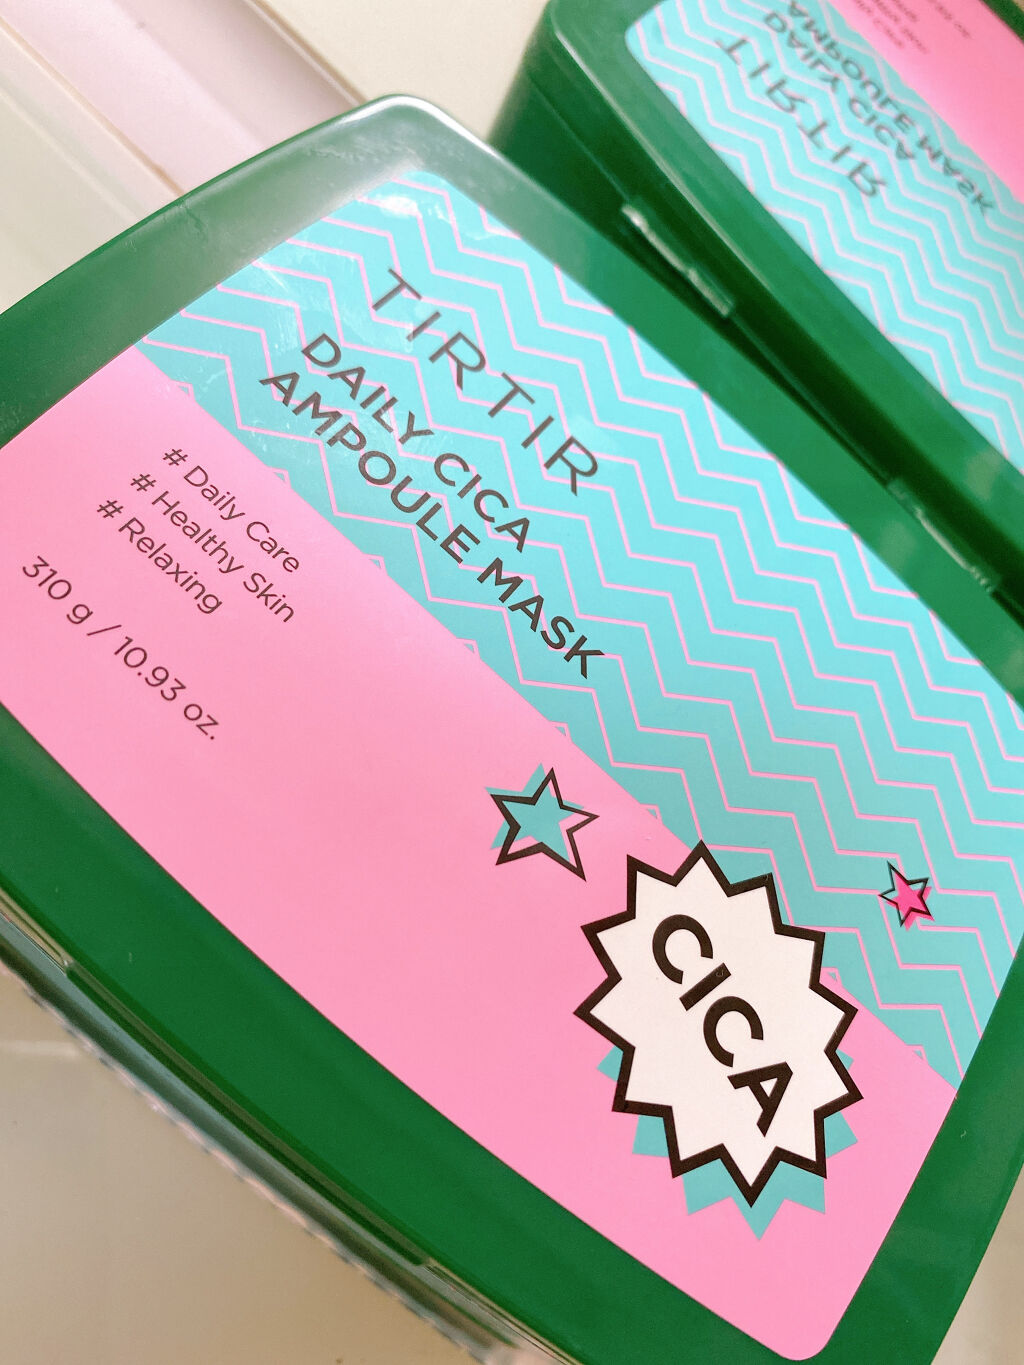 TIRTIR
DAILY CICA
AMPOULE MASK
# Daily Care
# Healthy Skin
# Relaxing
310 g / 10.93 oz.
CICA
TIRTIR
DAILY CICA
AMPOULE MASK